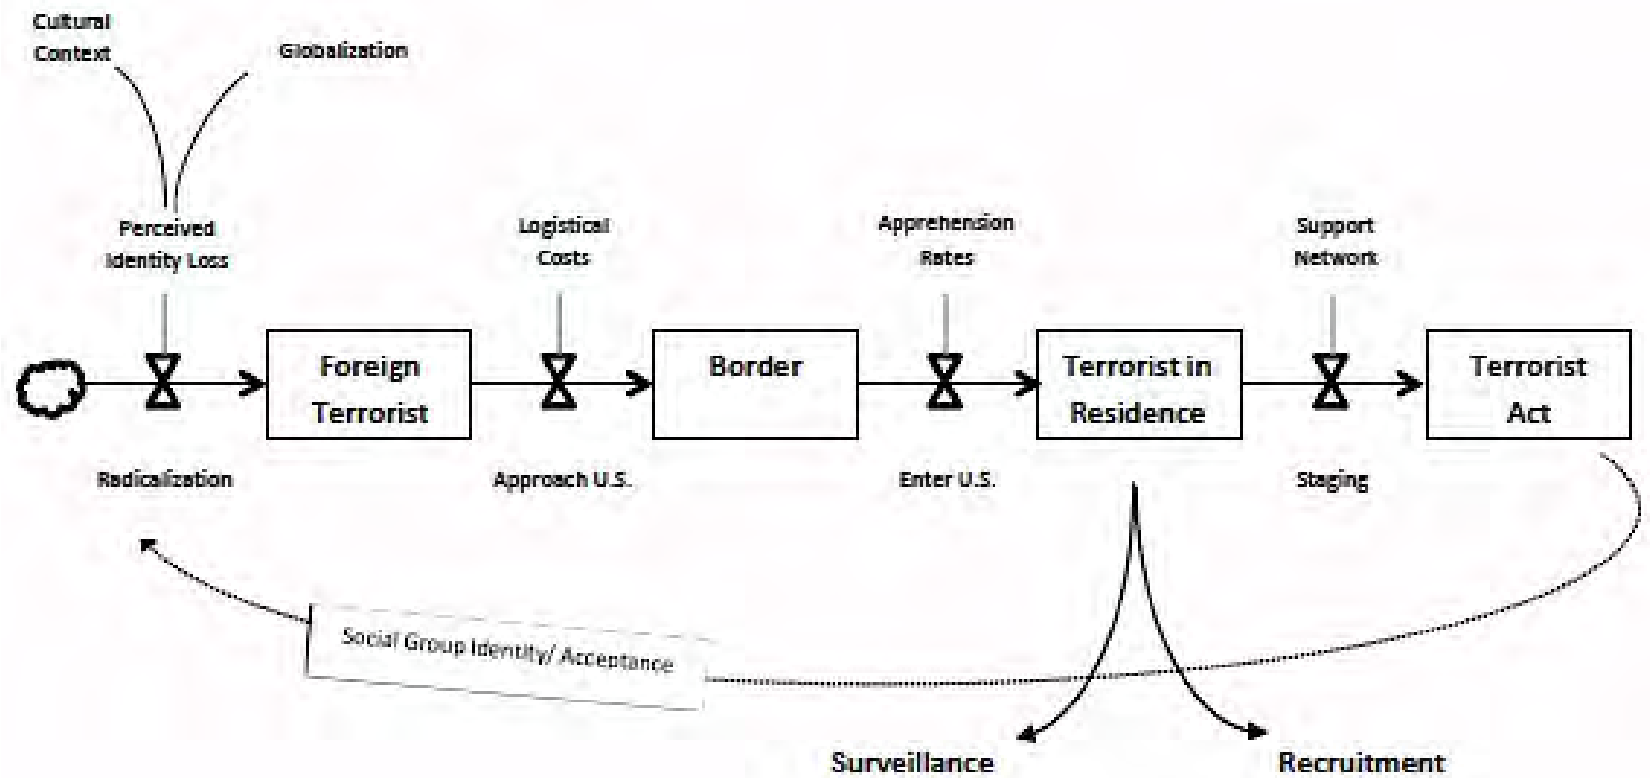 Cultural
Context
Globalization
Perceived
Identity Loss
Logistical
Costs
Apprehension
Rates
Support
Network
Foreign
Terrorist
Border
Terrorist in
Residence
Terrorist
Act
Radicalization
Approach U.S.
Enter U.S.
Staging
Social Group Identity/ Acceptance
Surveillance
Recruitment